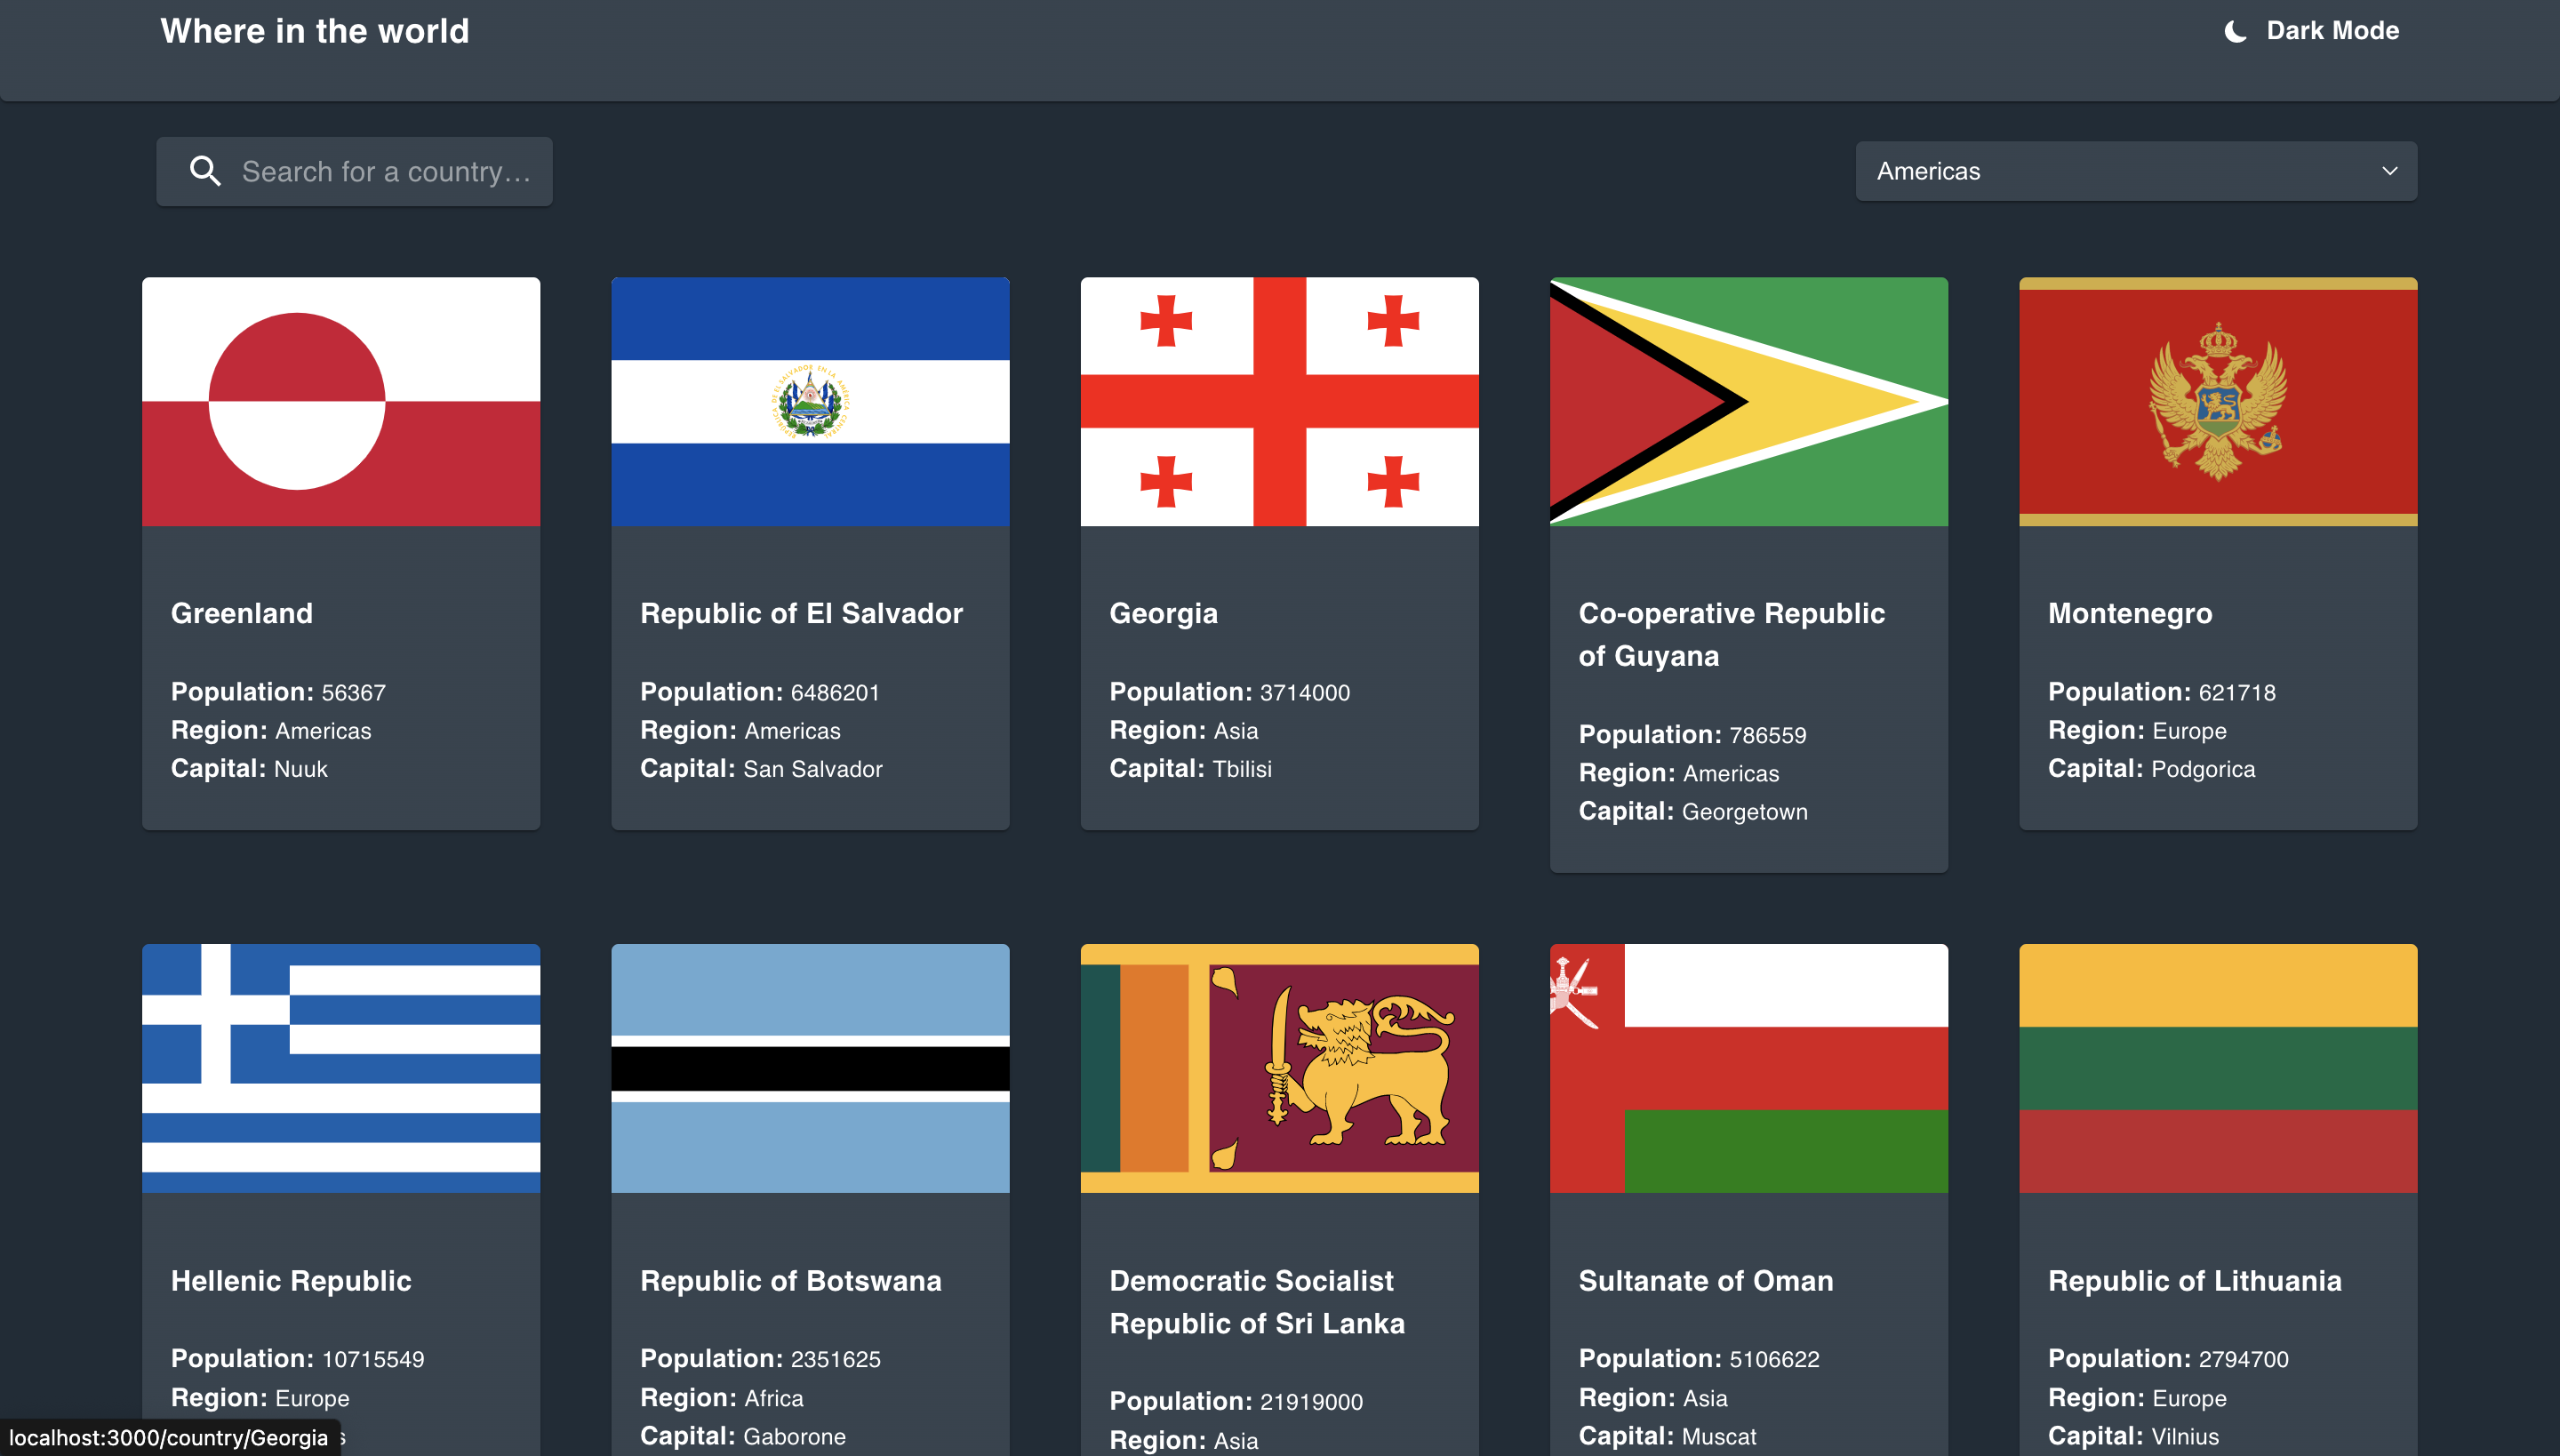 Where in the world
Dark Mode
Search for a country...
Americas
Greenland
Population: 56367
Region: Americas
Capital: Nuuk
Republic of El Salvador
Population: 6486201
Region: Americas
Capital: San Salvador
Georgia
Population: 3714000
Region: Asia
Capital: Tbilisi
Co-operative Republic
of Guyana
Population: 786559
Region: Americas
Capital: Georgetown
Montenegro
Population: 621718
Region: Europe
Capital: Podgorica
Hellenic Republic
Population: 10715549
Region: Europe
Republic of Botswana
Population: 2351625
Region: Africa
Capital: Gaborone
Democratic Socialist
Republic of Sri Lanka
Population: 21919000
Region: Asia
Sultanate of Oman
Population: 5106622
Region: Asia
Capital: Muscat
Republic of Lithuania
Population: 2794700
Region: Europe
Capital: Vilnius
localhost:3000/country/Georgia